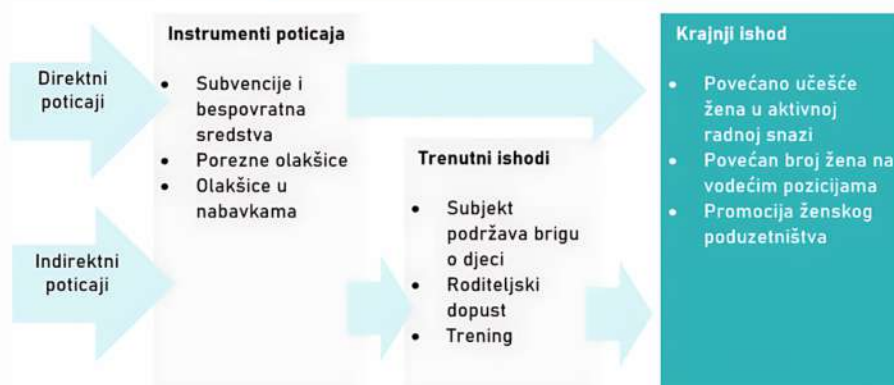 Direktni
poticaji
Indirektni
poticaji
Instrumenti poticaja
• Subvencije i
bespovratna
sredstva
• Porezne olakšice
• Olakšice u
nabavkama
Trenutni ishodi
• Subjekt
podržava brigu
o djeci
• Roditeljski
dopust
• Trening
Krajnji ishod
• Povećano učešće
žena u aktivnoj
radnoj snazi
• Povećan broj žena na
vodećim pozicijama
• Promocija ženskog
poduzetništva